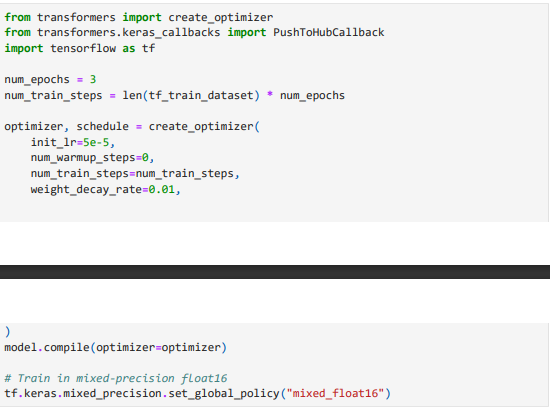 from transformers import create_optimizer
from transformers.keras_callbacks import PushToHubCallback
import tensorflow as tf

num_epochs = 3
num_train_steps = len(tf_train_dataset) * num_epochs

optimizer, schedule = create_optimizer(
    init_lr=5e-5,
    num_warmup_steps=0,
    num_train_steps=num_train_steps,
    weight_decay_rate=0.01,
)
model.compile(optimizer=optimizer)

# Train in mixed-precision float16
tf.keras.mixed_precision.set_global_policy("mixed_float16")